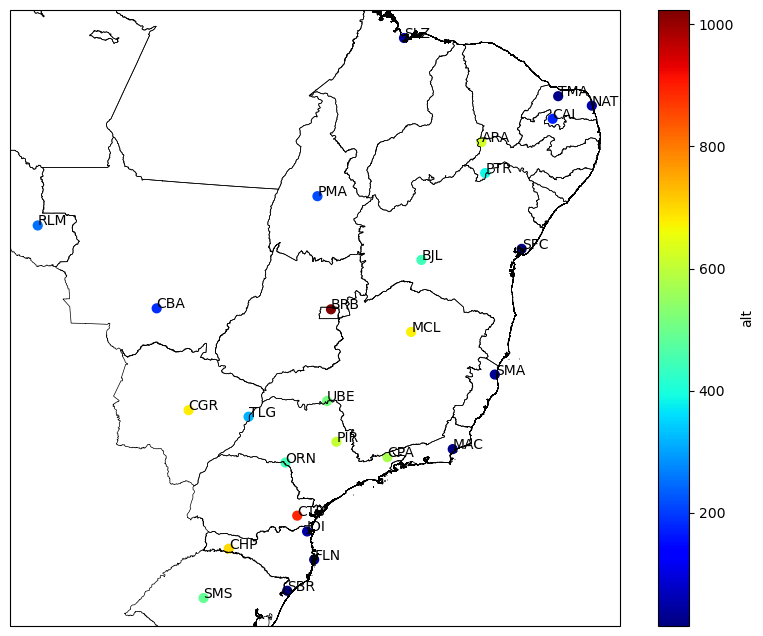 SLZ
TMA
NAT
CAI
ARA
PTR
PMA
RLM
SPC
BJL
CBA
BRB
MCL
SMA
CGR
UBE
TLG
PIR
MAC
CPA
ORN
CTB
JOI
CHP
FLN
SBR
SMS
1000
800
600
400
200
alt